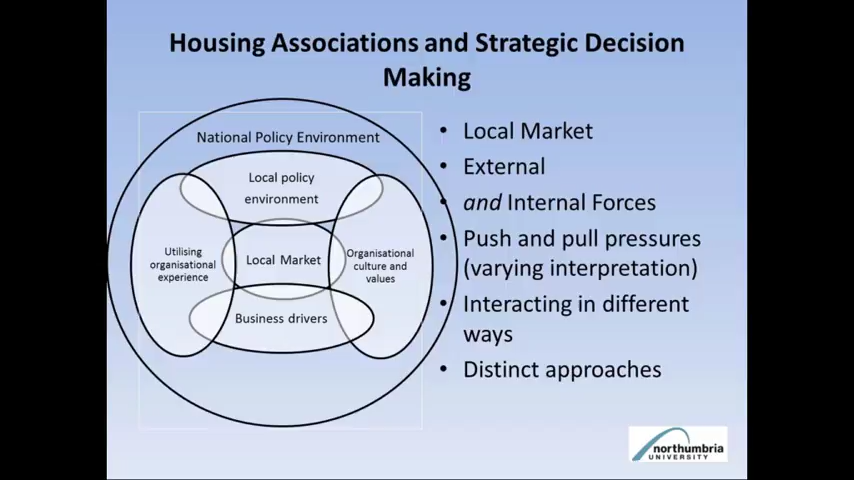 Housing Associations and Strategic Decision
Making
National Policy Environment
Local policy
environment
Utilising
organisational
experience
Local Market
Organisational
culture and
values
Business drivers
• Local Market
• External
• and Internal Forces
• Push and pull pressures
(varying interpretation)
• Interacting in different
ways
• Distinct approaches
northumbria
UNIVERSITY